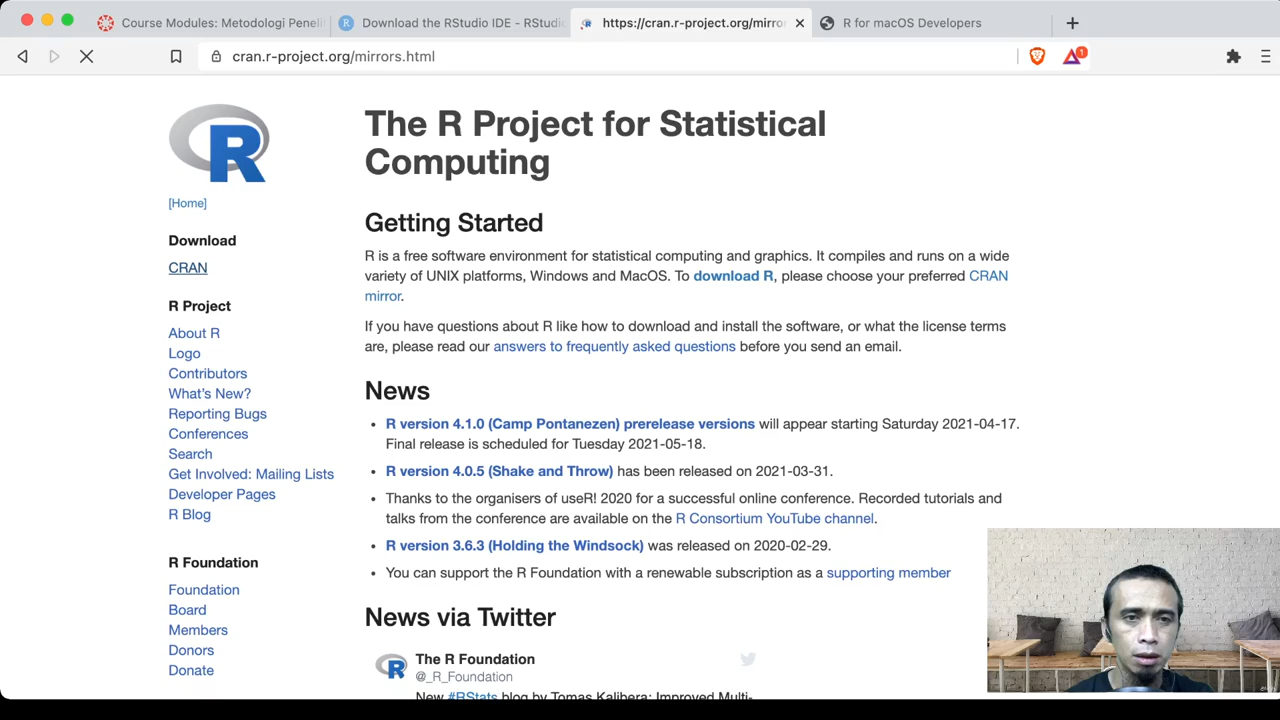 Course Modules: Metodologi Penelit
Download the RStudio IDE - RStudio
https://cran.r-project.org/mirror
R for macOS Developers
cran.r-project.org/mirrors.html
1
R
[Home]
Download
CRAN
R Project
About R
Logo
Contributors
What's New?
Reporting Bugs
Conferences
Search
Get Involved: Mailing Lists
Developer Pages
R Blog
R Foundation
Foundation
Board
Members
Donors
Donate
The R Project for Statistical
Computing
Getting Started
R is a free software environment for statistical computing and graphics. It compiles and runs on a wide
variety of UNIX platforms, Windows and MacOS. To download R, please choose your preferred CRAN
mirror.
If you have questions about R like how to download and install the software, or what the license terms
are, please read our answers to frequently asked questions before you send an email.
News
R version 4.1.0 (Camp Pontanezen) prerelease versions will appear starting Saturday 2021-04-17.
Final release is scheduled for Tuesday 2021-05-18.
R version 4.0.5 (Shake and Throw) has been released on 2021-03-31.
Thanks to the organisers of useR! 2020 for a successful online conference. Recorded tutorials and
talks from the conference are available on the R Consortium YouTube channel.
R version 3.6.3 (Holding the Windsock) was released on 2020-02-29.
You can support the R Foundation with a renewable subscription as a supporting member
News via Twitter
R
The R Foundation
@_R_Foundation
New #RStats blog by Tomas Kalibera: Improved Multi-